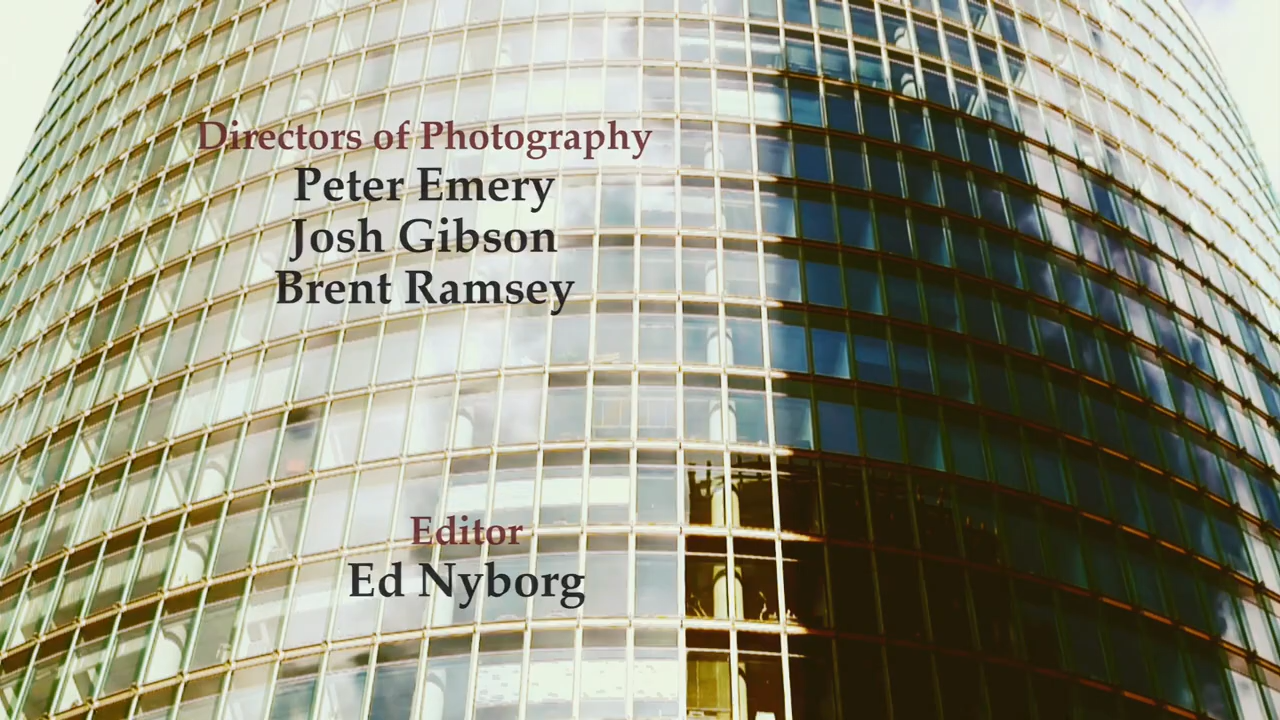 Directors of Photography
Peter Emery
Josh Gibson
Brent Ramsey
Editor
Ed Nyborg